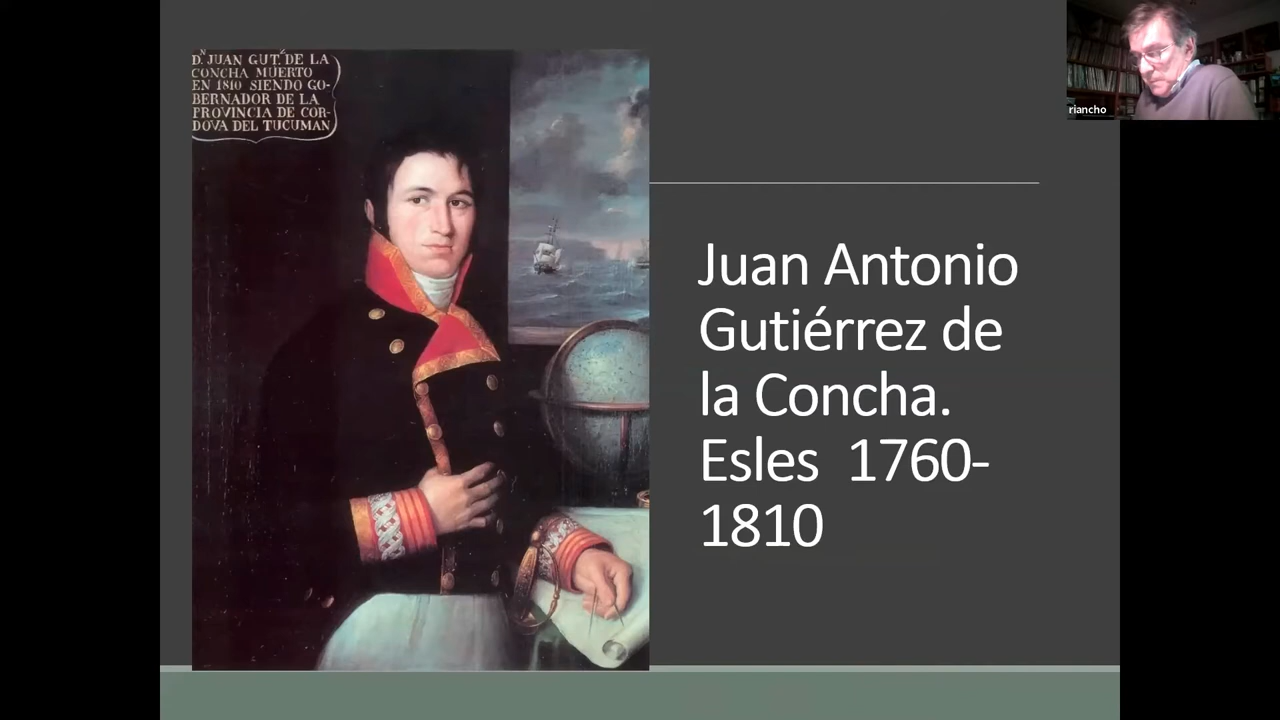 D.ⁿ JUAN GUT.ᶻ DE LA
CONCHA MUERTO
EN 1810 SIENDO GO-
BERNADOR DE LA
PROVINCIA DE COR-
DOVA DEL TUCUMAN
riancho
Juan Antonio
Gutiérrez de
la Concha.
Esles 1760-
1810